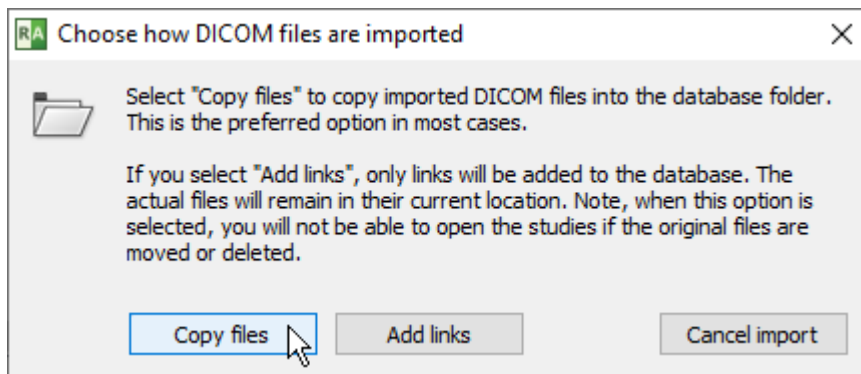 RA Choose how DICOM files are imported
Select "Copy files" to copy imported DICOM files into the database folder.
This is the preferred option in most cases.
If you select "Add links", only links will be added to the database. The
actual files will remain in their current location. Note, when this option is
selected, you will not be able to open the studies if the original files are
moved or deleted.
Copy files Add links Cancel import